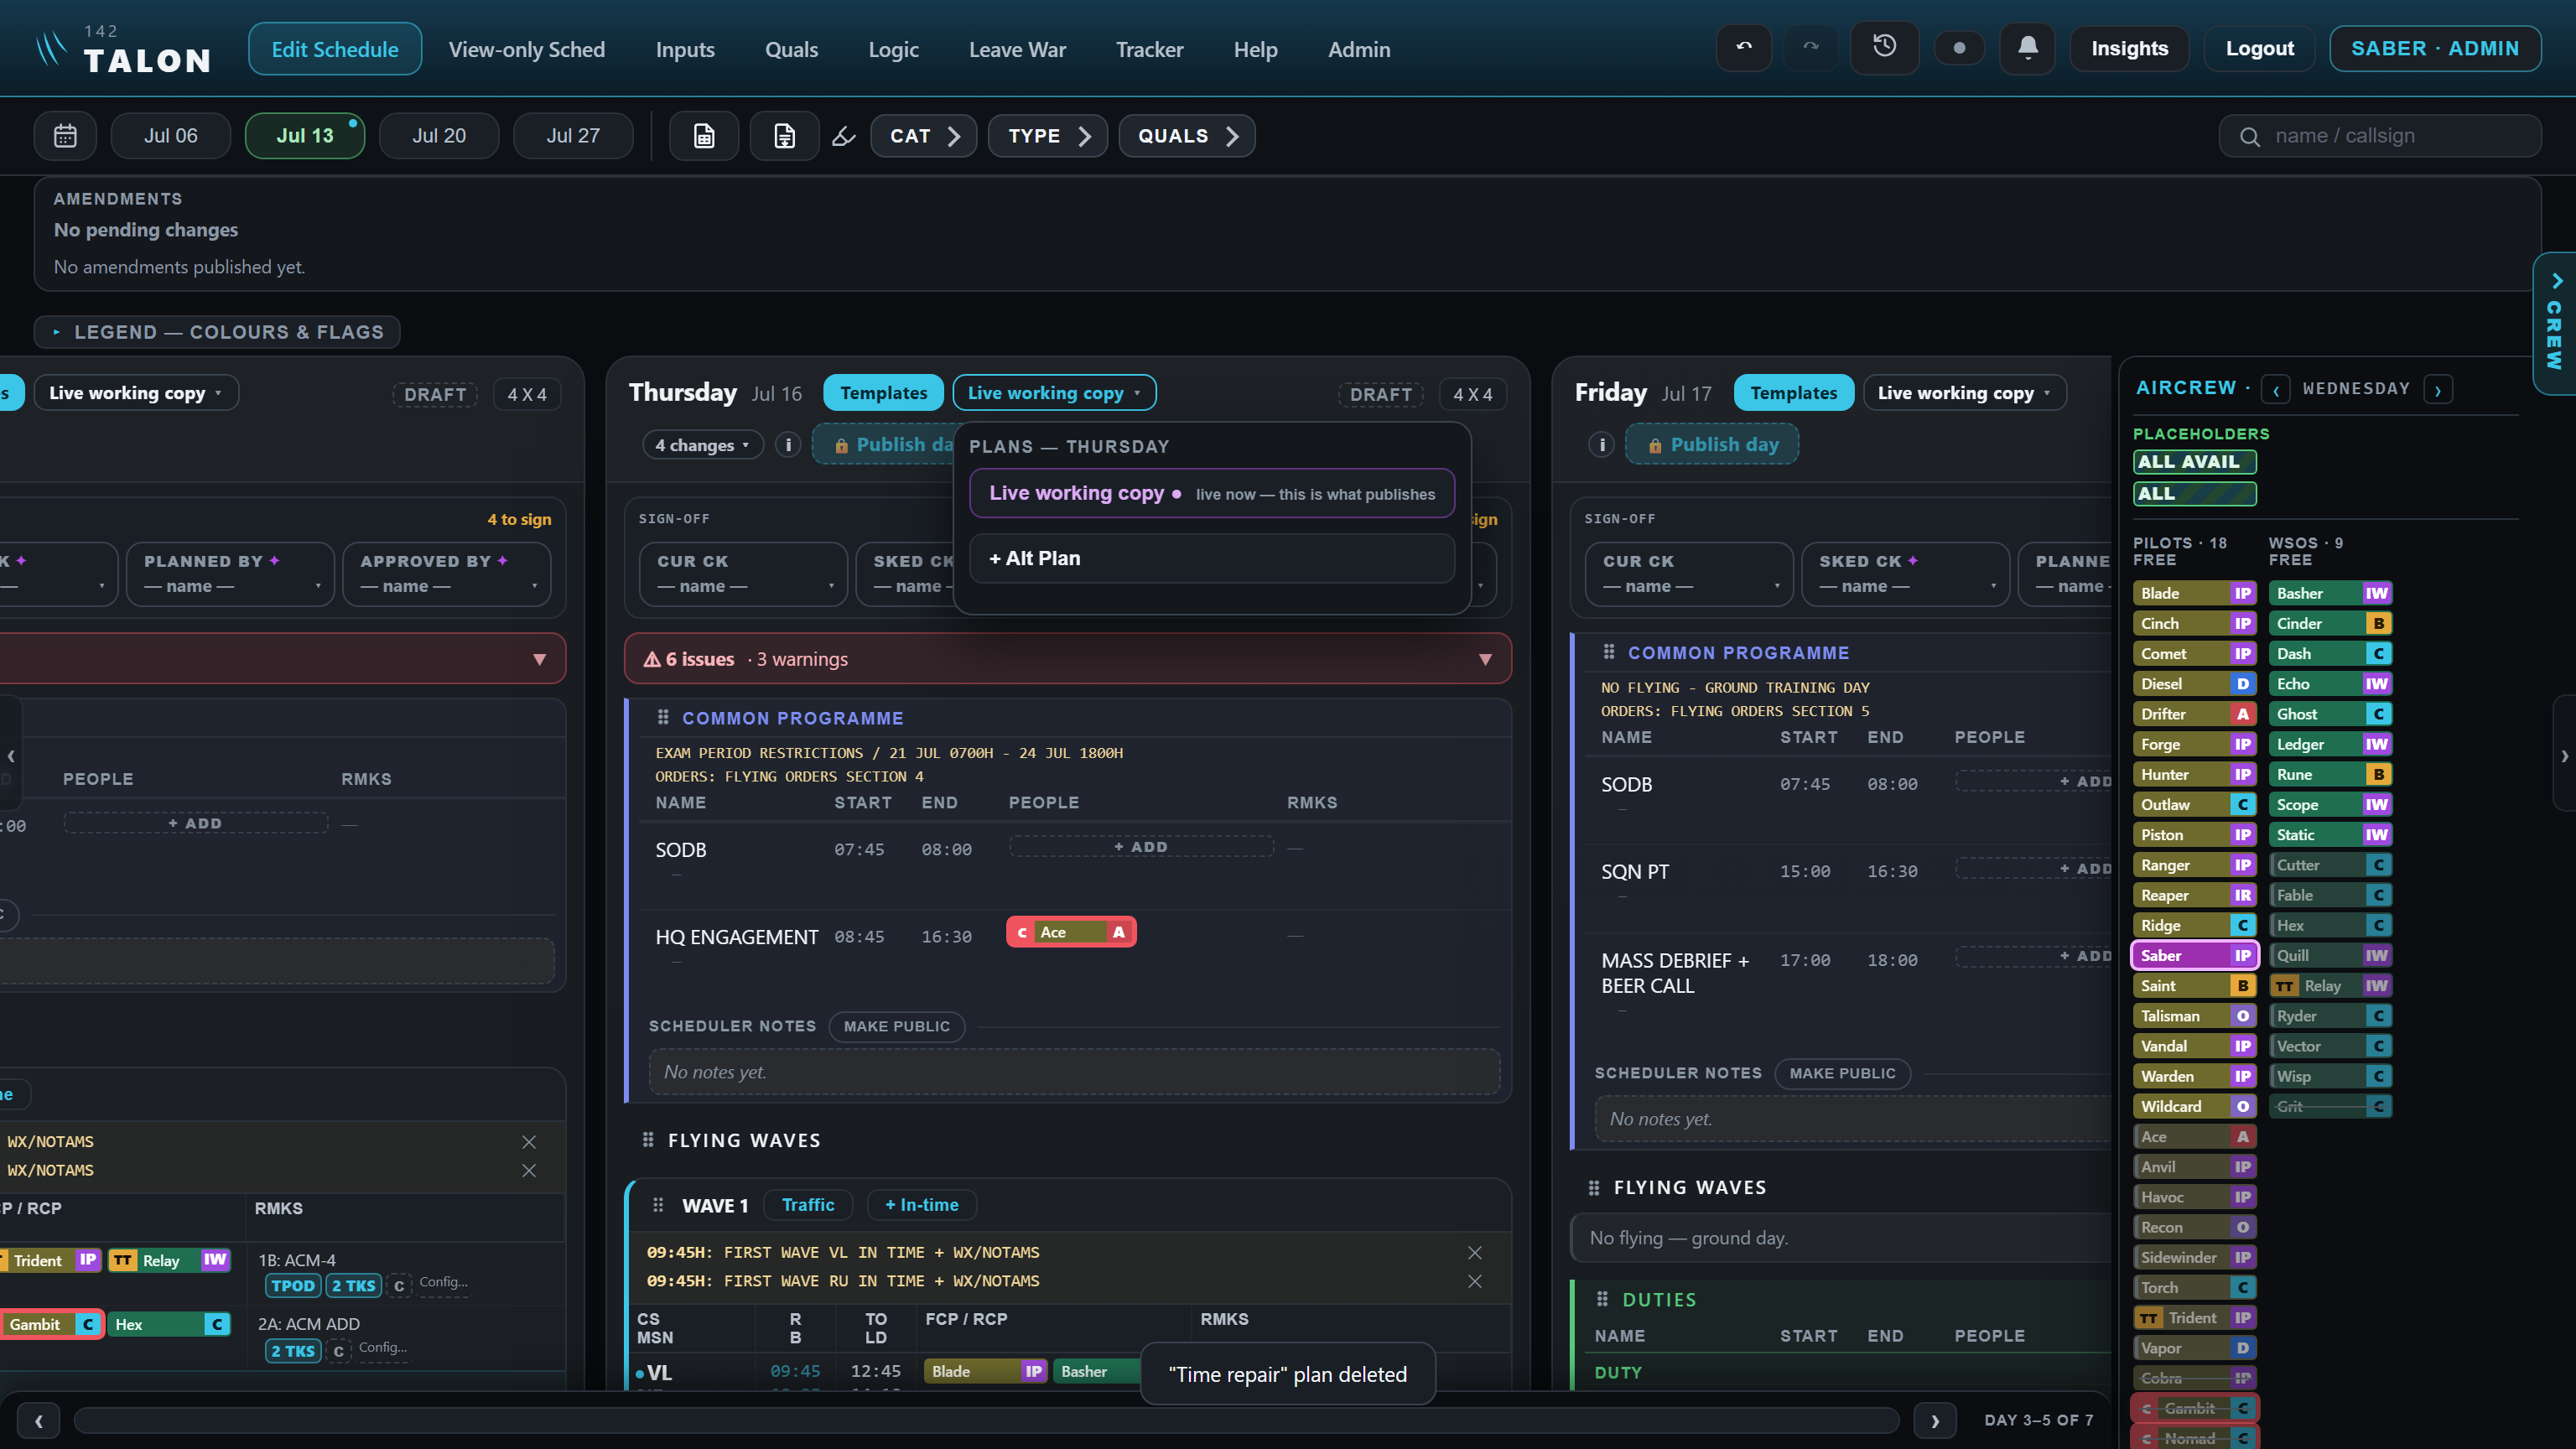 142
TALON
Edit Schedule
View-only Sched
Inputs
Quals
Logic
Leave War
Tracker
Help
Admin
Insights
Logout
SABER · ADMIN
Jul 06
Jul 13
Jul 20
Jul 27
CAT
TYPE
QUALS
name / callsign
AMENDMENTS
No pending changes
No amendments published yet.
LEGEND — COLOURS & FLAGS
CREW
Live working copy
DRAFT
4 X 4
4 to sign
PLANNED BY
— name —
APPROVED BY
— name —
PEOPLE
RMKS
:00
+ ADD
—
WX/NOTAMS
WX/NOTAMS
P / RCP
RMKS
Trident IP
TT Relay IW
1B: ACM-4
TPOD 2 TKS C Config...
Gambit C
Hex C
2A: ACM ADD
2 TKS C Config...
Thursday Jul 16
Templates
Live working copy
DRAFT
4 X 4
4 changes
i
Publish da
PLANS — THURSDAY
Live working copy • live now — this is what publishes
+ Alt Plan
SIGN-OFF
sign
CUR CK
— name —
SKED CK
— name —
6 issues · 3 warnings
COMMON PROGRAMME
EXAM PERIOD RESTRICTIONS / 21 JUL 0700H - 24 JUL 1800H
ORDERS: FLYING ORDERS SECTION 4
NAME START END PEOPLE RMKS
SODB 07:45 08:00 + ADD —
—
HQ ENGAGEMENT 08:45 16:30 c Ace A —
—
SCHEDULER NOTES MAKE PUBLIC
No notes yet.
FLYING WAVES
WAVE 1 Traffic + In-time
09:45H: FIRST WAVE VL IN TIME + WX/NOTAMS
09:45H: FIRST WAVE RU IN TIME + WX/NOTAMS
CS R TO FCP / RCP RMKS
MSN B LD
VL 09:45 12:45 Blade IP Basher
"Time repair" plan deleted
Friday Jul 17
Templates
Live working copy
i
Publish day
SIGN-OFF
CUR CK
— name —
SKED CK
— name —
PLANNE
— name
COMMON PROGRAMME
NO FLYING - GROUND TRAINING DAY
ORDERS: FLYING ORDERS SECTION 5
NAME START END PEOPLE
SODB 07:45 08:00 + ADD
—
SQN PT 15:00 16:30 + ADD
—
MASS DEBRIEF + 17:00 18:00 + ADD
BEER CALL
—
SCHEDULER NOTES MAKE PUBLIC
No notes yet.
FLYING WAVES
No flying — ground day.
DUTIES
NAME START END PEOPLE
DUTY
AIRCREW · WEDNESDAY
PLACEHOLDERS
ALL AVAIL
ALL
PILOTS · 18
FREE
WSOS · 9
FREE
Blade IP
Cinch IP
Comet IP
Diesel D
Drifter A
Forge IP
Hunter IP
Outlaw C
Piston IP
Ranger IP
Reaper IR
Ridge C
Saber IP
Saint B
Talisman O
Vandal IP
Warden IP
Wildcard O
Ace A
Anvil IP
Havoc IP
Recon O
Sidewinder IP
Torch C
TT Trident IP
Vapor D
Cobra IP
c Gambit C
c Nomad C
Basher IW
Cinder B
Dash C
Echo IW
Ghost C
Ledger IW
Rune B
Scope IW
Static IW
Cutter C
Fable C
Hex C
Quill IW
TT Relay IW
Ryder C
Vector C
Wisp C
Grit C
DAY 3–5 OF 7